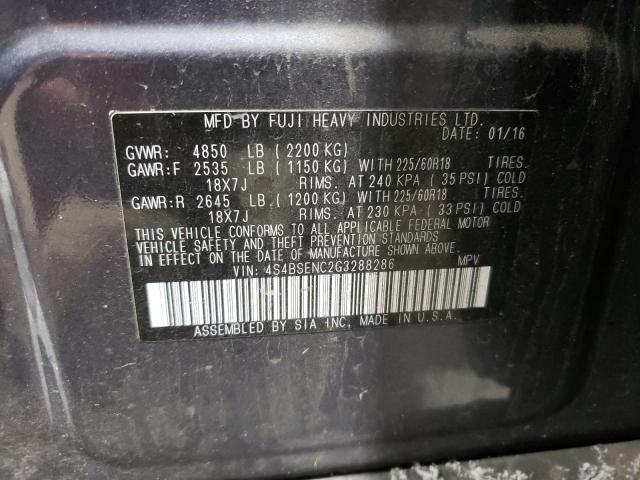 MFD BY FUJI HEAVY INDUSTRIES LTD.
DATE: 01/16
GVWR: 4850 LB (2200 KG)
GAWR:F 2535 LB (1150 KG) WITH 225/60R18 TIRES.
18X7J RIMS. AT 240 KPA (35 PSI) COLD
GAWR:R 2645 LB.(1200 KG) WITH 225/60R18 TIRES.
18X7J RIMS. AT 230 KPA (33 PSI) COLD
THIS VEHICLE CONFORMS TO ALL APPLICABLE FEDERAL MOTOR
VEHICLE SAFETY AND THEFT PREVENTION STANDARDS
IN EFFECT ON THE DATE OF MANUFACTURE SHOWN ABOVE.
VIN: 4S4BSENC2G3288286 MPV
ASSEMBLED BY SIA INC. MADE IN U.S.A.